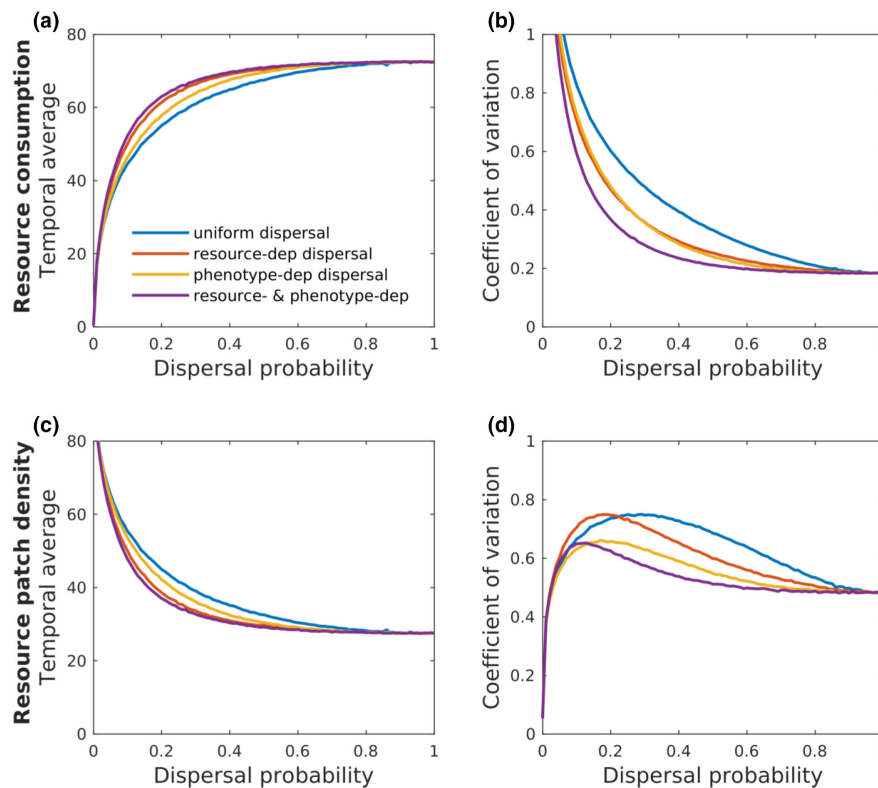 (a)
Resource consumption
Temporal average
80
60
40
20
0
uniform dispersal
resource-dep dispersal
phenotype-dep dispersal
resource- & phenotype-dep
0 0.2 0.4 0.6 0.8 1
Dispersal probability
(b)
Coefficient of variation
1
0.8
0.6
0.4
0.2
0
0 0.2 0.4 0.6 0.8
Dispersal probability
(c)
Resource patch density
Temporal average
80
60
40
20
0
0 0.2 0.4 0.6 0.8 1
Dispersal probability
(d)
Coefficient of variation
1
0.8
0.6
0.4
0.2
0
0 0.2 0.4 0.6 0.8
Dispersal probability